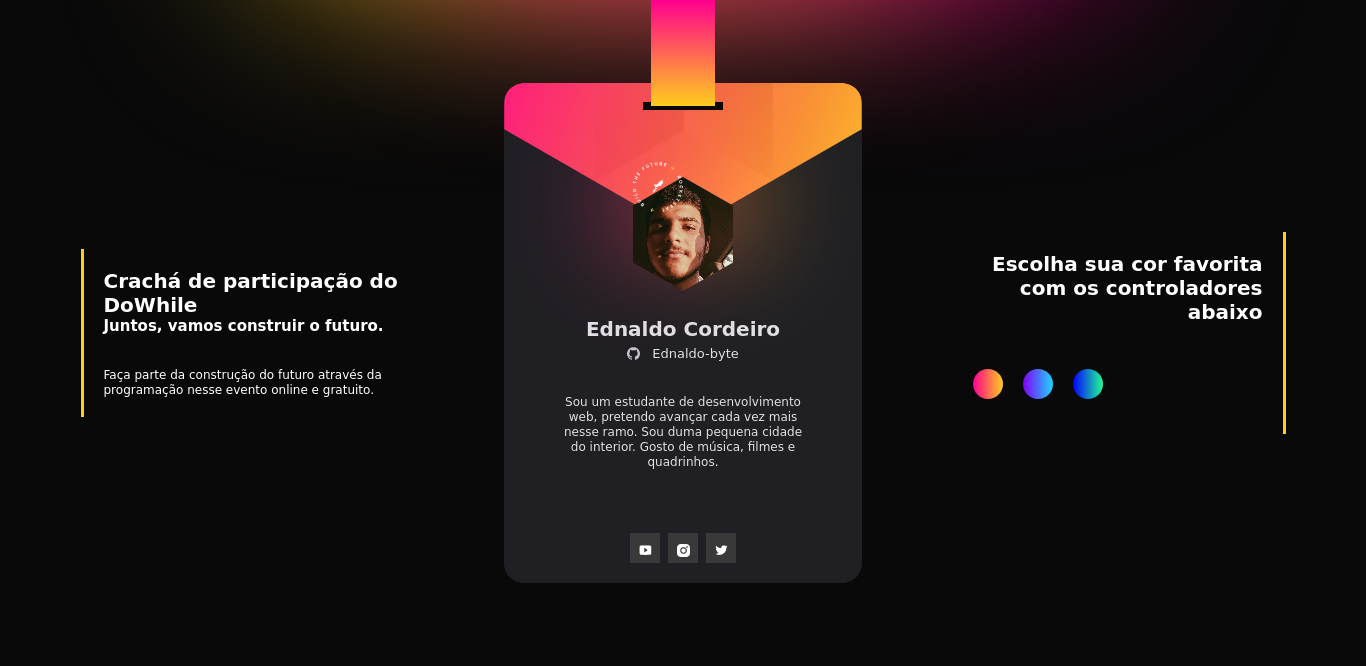 Crachá de participação do
DoWhile
Juntos, vamos construir o futuro.
Faça parte da construção do futuro através da
programação nesse evento online e gratuito.
Ednaldo Cordeiro
Ednaldo-byte
Sou um estudante de desenvolvimento
web, pretendo avançar cada vez mais
nesse ramo. Sou duma pequena cidade
do interior. Gosto de música, filmes e
quadrinhos.
Escolha sua cor favorita
com os controladores
abaixo